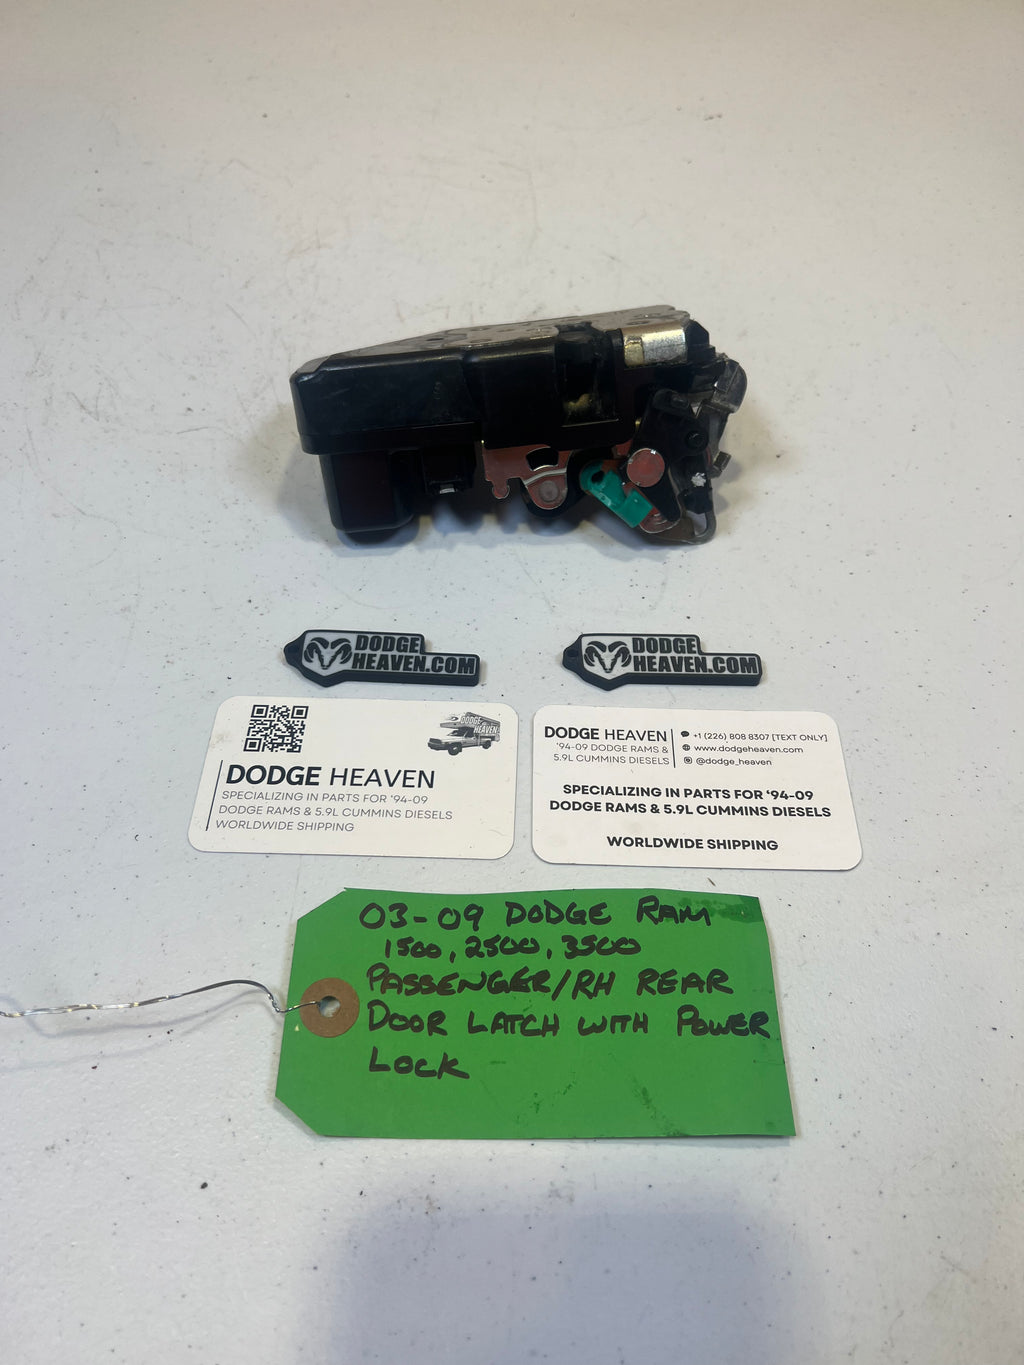 DODGE
HEAVEN.COM
DODGE
HEAVEN.COM
DODGE
HEAVEN
DODGE HEAVEN
SPECIALIZING IN PARTS FOR '94-09
DODGE RAMS & 5.9L CUMMINS DIESELS
WORLDWIDE SHIPPING
DODGE HEAVEN
'94-09 DODGE RAMS &
5.9L CUMMINS DIESELS
+1 (226) 808 8307 [TEXT ONLY]
www.dodgeheaven.com
@dodge_heaven
SPECIALIZING IN PARTS FOR '94-09
DODGE RAMS & 5.9L CUMMINS DIESELS
WORLDWIDE SHIPPING
03-09 DODGE RAM
1500, 2500, 3500
PASSENGER/RH REAR
DOOR LATCH WITH POWER
LOCK